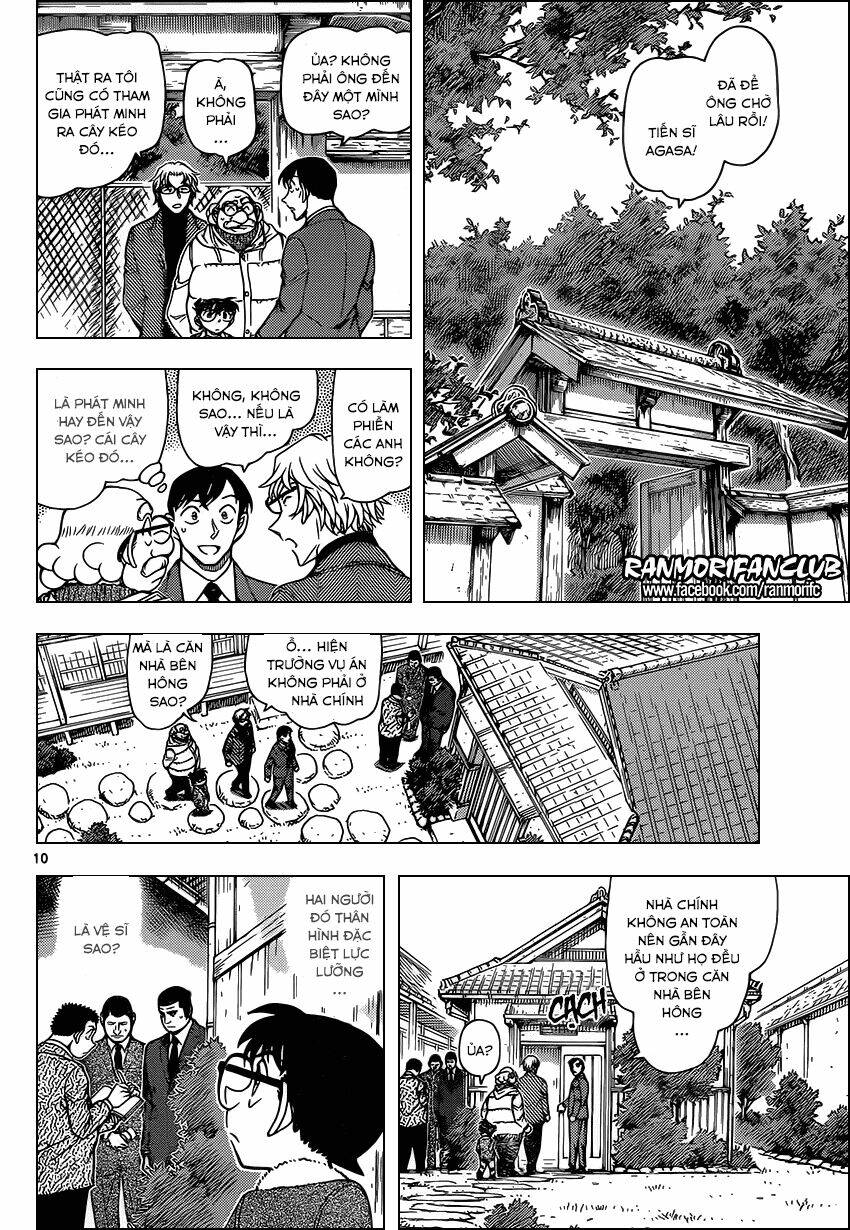 ĐÃ ĐỂ
ÔNG CHỜ
LÂU RỒI!
TIẾN SĨ
AGASA!
RANMORIFANCLUB
www.facebook.com/ranmorifc
ỦA? KHÔNG
PHẢI ÔNG ĐẾN
ĐÂY MỘT MÌNH
SAO?
À,
KHÔNG
PHẢI
...
THẬT RA TÔI
CŨNG CÓ THAM
GIA PHÁT MINH
RA CÂY KÉO
ĐÓ...
CÓ LÀM
PHIỀN
CÁC ANH
KHÔNG?
KHÔNG, KHÔNG
SAO... NẾU LÀ
VẬY THÌ...
LÀ PHÁT MINH
HAY ĐẾN VẬY
SAO? CÁI CÂY
KÉO ĐÓ...
Ồ... HIỆN
TRƯỜNG VỤ ÁN
KHÔNG PHẢI Ở
NHÀ CHÍNH
MÀ LÀ CĂN
NHÀ BÊN
HÔNG
SAO?
10
NHÀ CHÍNH
KHÔNG AN TOÀN
NÊN GẦN ĐÂY
HẦU NHƯ HỌ ĐỀU
Ở TRONG CĂN
NHÀ BÊN
HÔNG
...
CẠCH
ỦA?
HAI NGƯỜI
ĐÓ THÂN
HÌNH ĐẶC
BIỆT LỰC
LƯỠNG
...
LÀ VỆ SĨ
SAO?